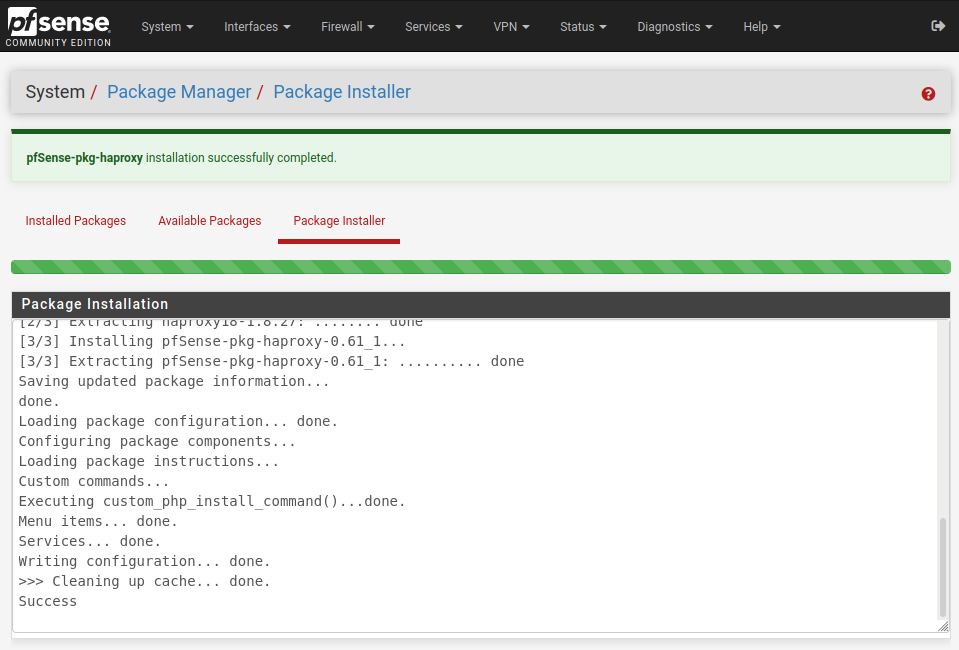 pfsense
COMMUNITY EDITION
System Interfaces Firewall Services VPN Status Diagnostics Help
System / Package Manager / Package Installer
?
pfSense-pkg-haproxy installation successfully completed.
Installed Packages Available Packages Package Installer
Package Installation
[2/3] Extracting haproxy18-1.8.27: ........ done
[3/3] Installing pfSense-pkg-haproxy-0.61_1...
[3/3] Extracting pfSense-pkg-haproxy-0.61_1: .......... done
Saving updated package information...
done.
Loading package configuration... done.
Configuring package components...
Loading package instructions...
Custom commands...
Executing custom_php_install_command()...done.
Menu items... done.
Services... done.
Writing configuration... done.
>>> Cleaning up cache... done.
Success